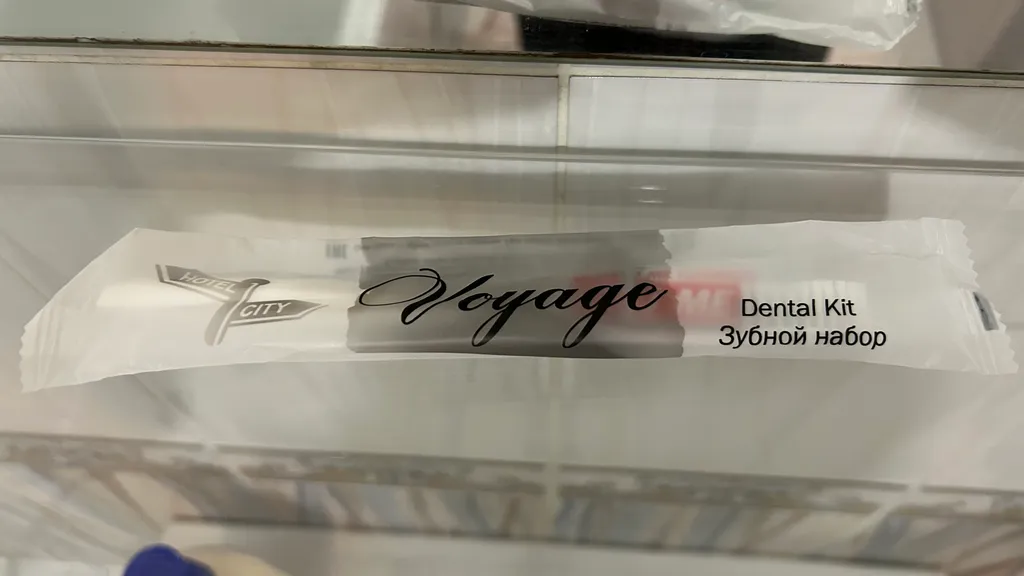 HOTEL
CITY
Voyage
Dental Kit
Зубной набор